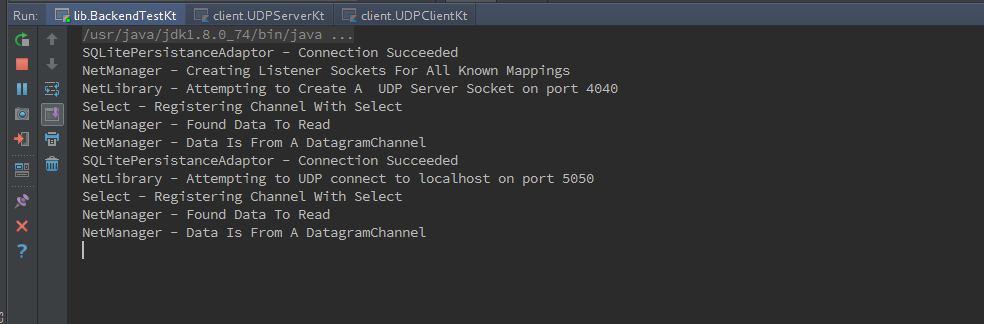 Run: lib.BackendTestKt client.UDPServerKt client.UDPClientKt
/usr/java/jdk1.8.0_74/bin/java ...
SQLitePersistanceAdaptor - Connection Succeeded
NetManager - Creating Listener Sockets For All Known Mappings
NetLibrary - Attempting to Create A  UDP Server Socket on port 4040
Select - Registering Channel With Select
NetManager - Found Data To Read
NetManager - Data Is From A DatagramChannel
SQLitePersistanceAdaptor - Connection Succeeded
NetLibrary - Attempting to UDP connect to localhost on port 5050
Select - Registering Channel With Select
NetManager - Found Data To Read
NetManager - Data Is From A DatagramChannel